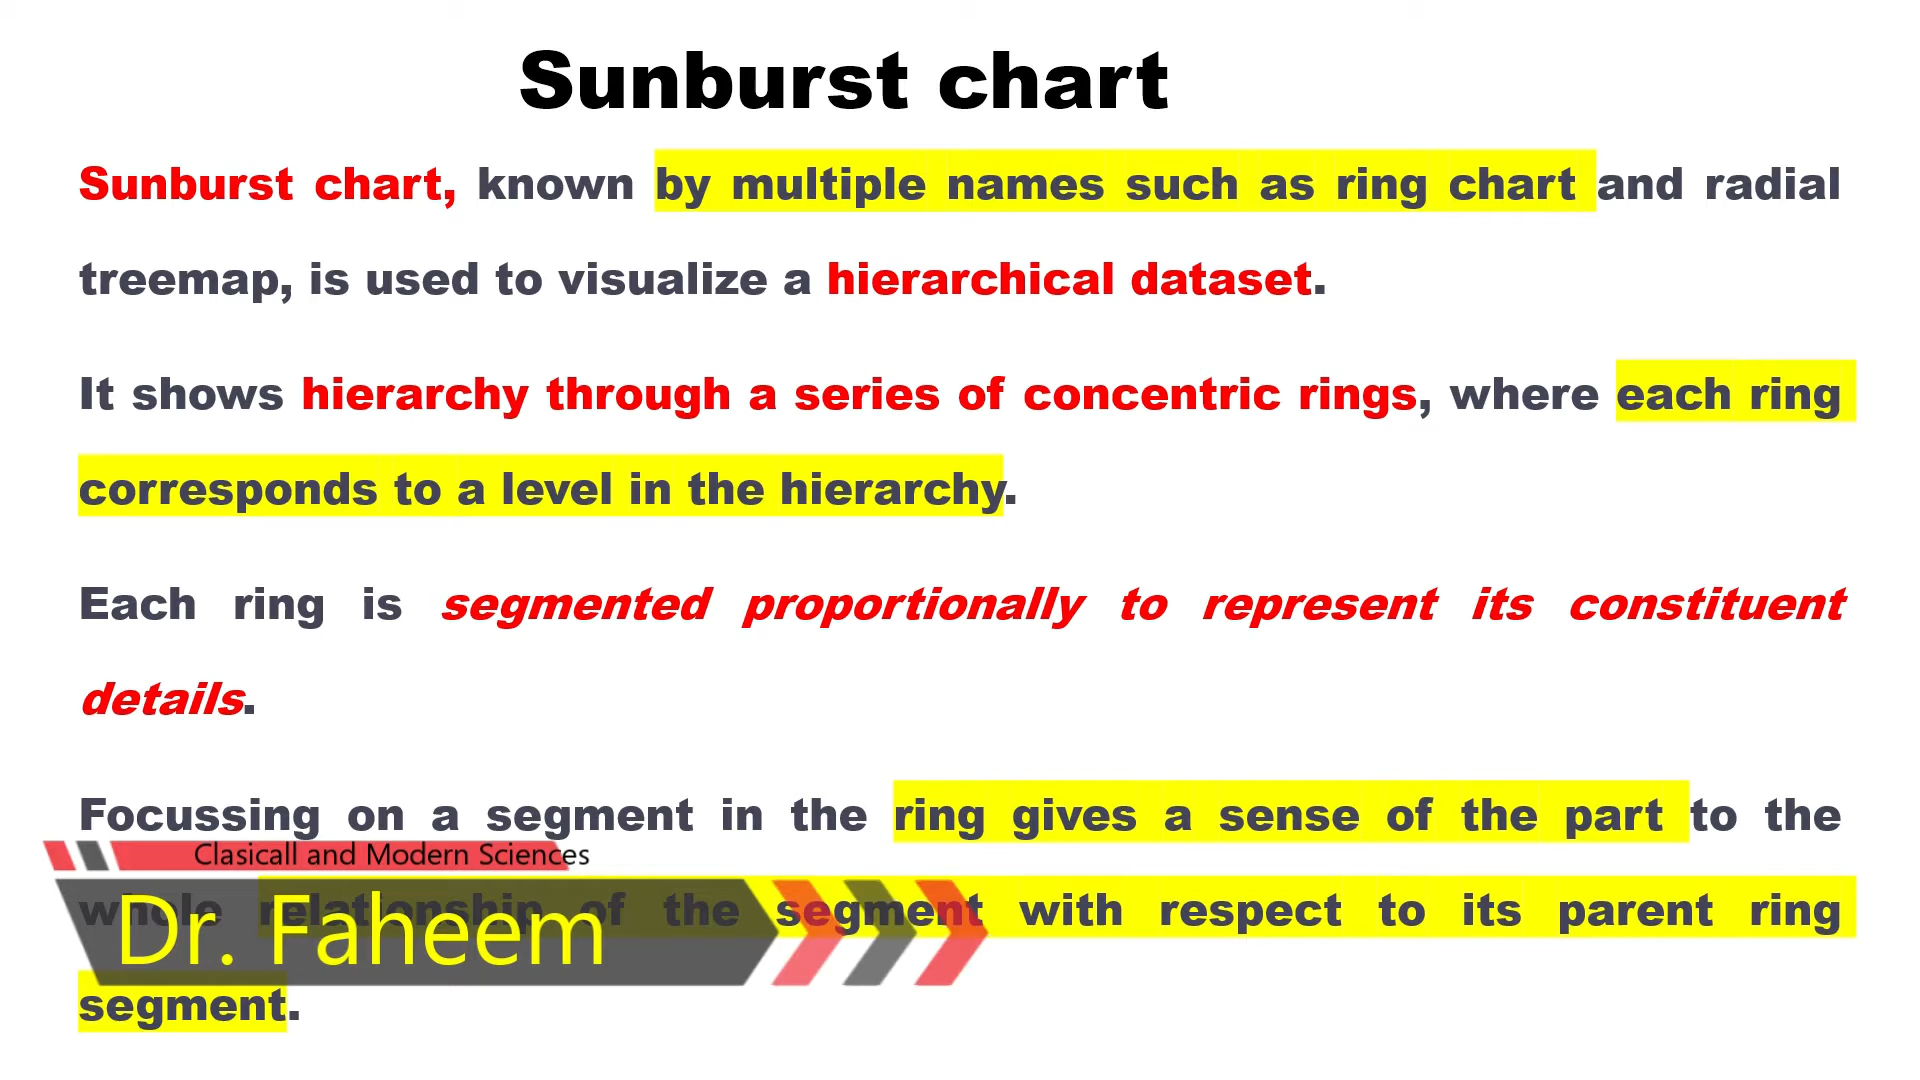 Sunburst chart
Sunburst chart, known by multiple names such as ring chart and radial
treemap, is used to visualize a hierarchical dataset.
It shows hierarchy through a series of concentric rings, where each ring
corresponds to a level in the hierarchy.
Each ring is segmented proportionally to represent its constituent
details.
Focussing on a segment in the ring gives a sense of the part to the
whole relationship of the segment with respect to its parent ring
segment.
Clasicall and Modern Sciences
Dr. Faheem